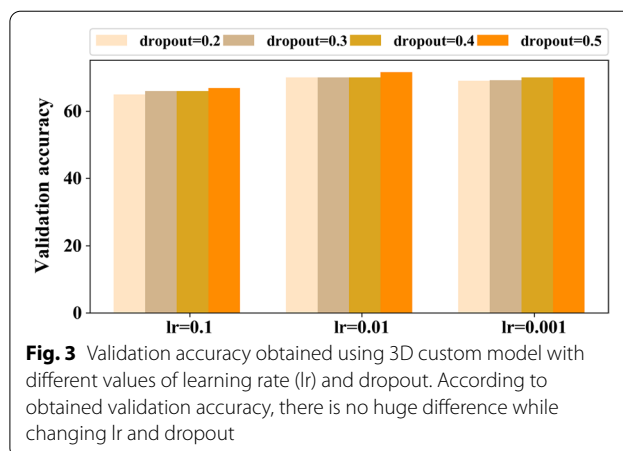 dropout=0.2 dropout=0.3 dropout=0.4 dropout=0.5
Validation accuracy
60
40
20
0
lr=0.1 lr=0.01 lr=0.001
Fig. 3 Validation accuracy obtained using 3D custom model with
different values of learning rate (lr) and dropout. According to
obtained validation accuracy, there is no huge difference while
changing lr and dropout